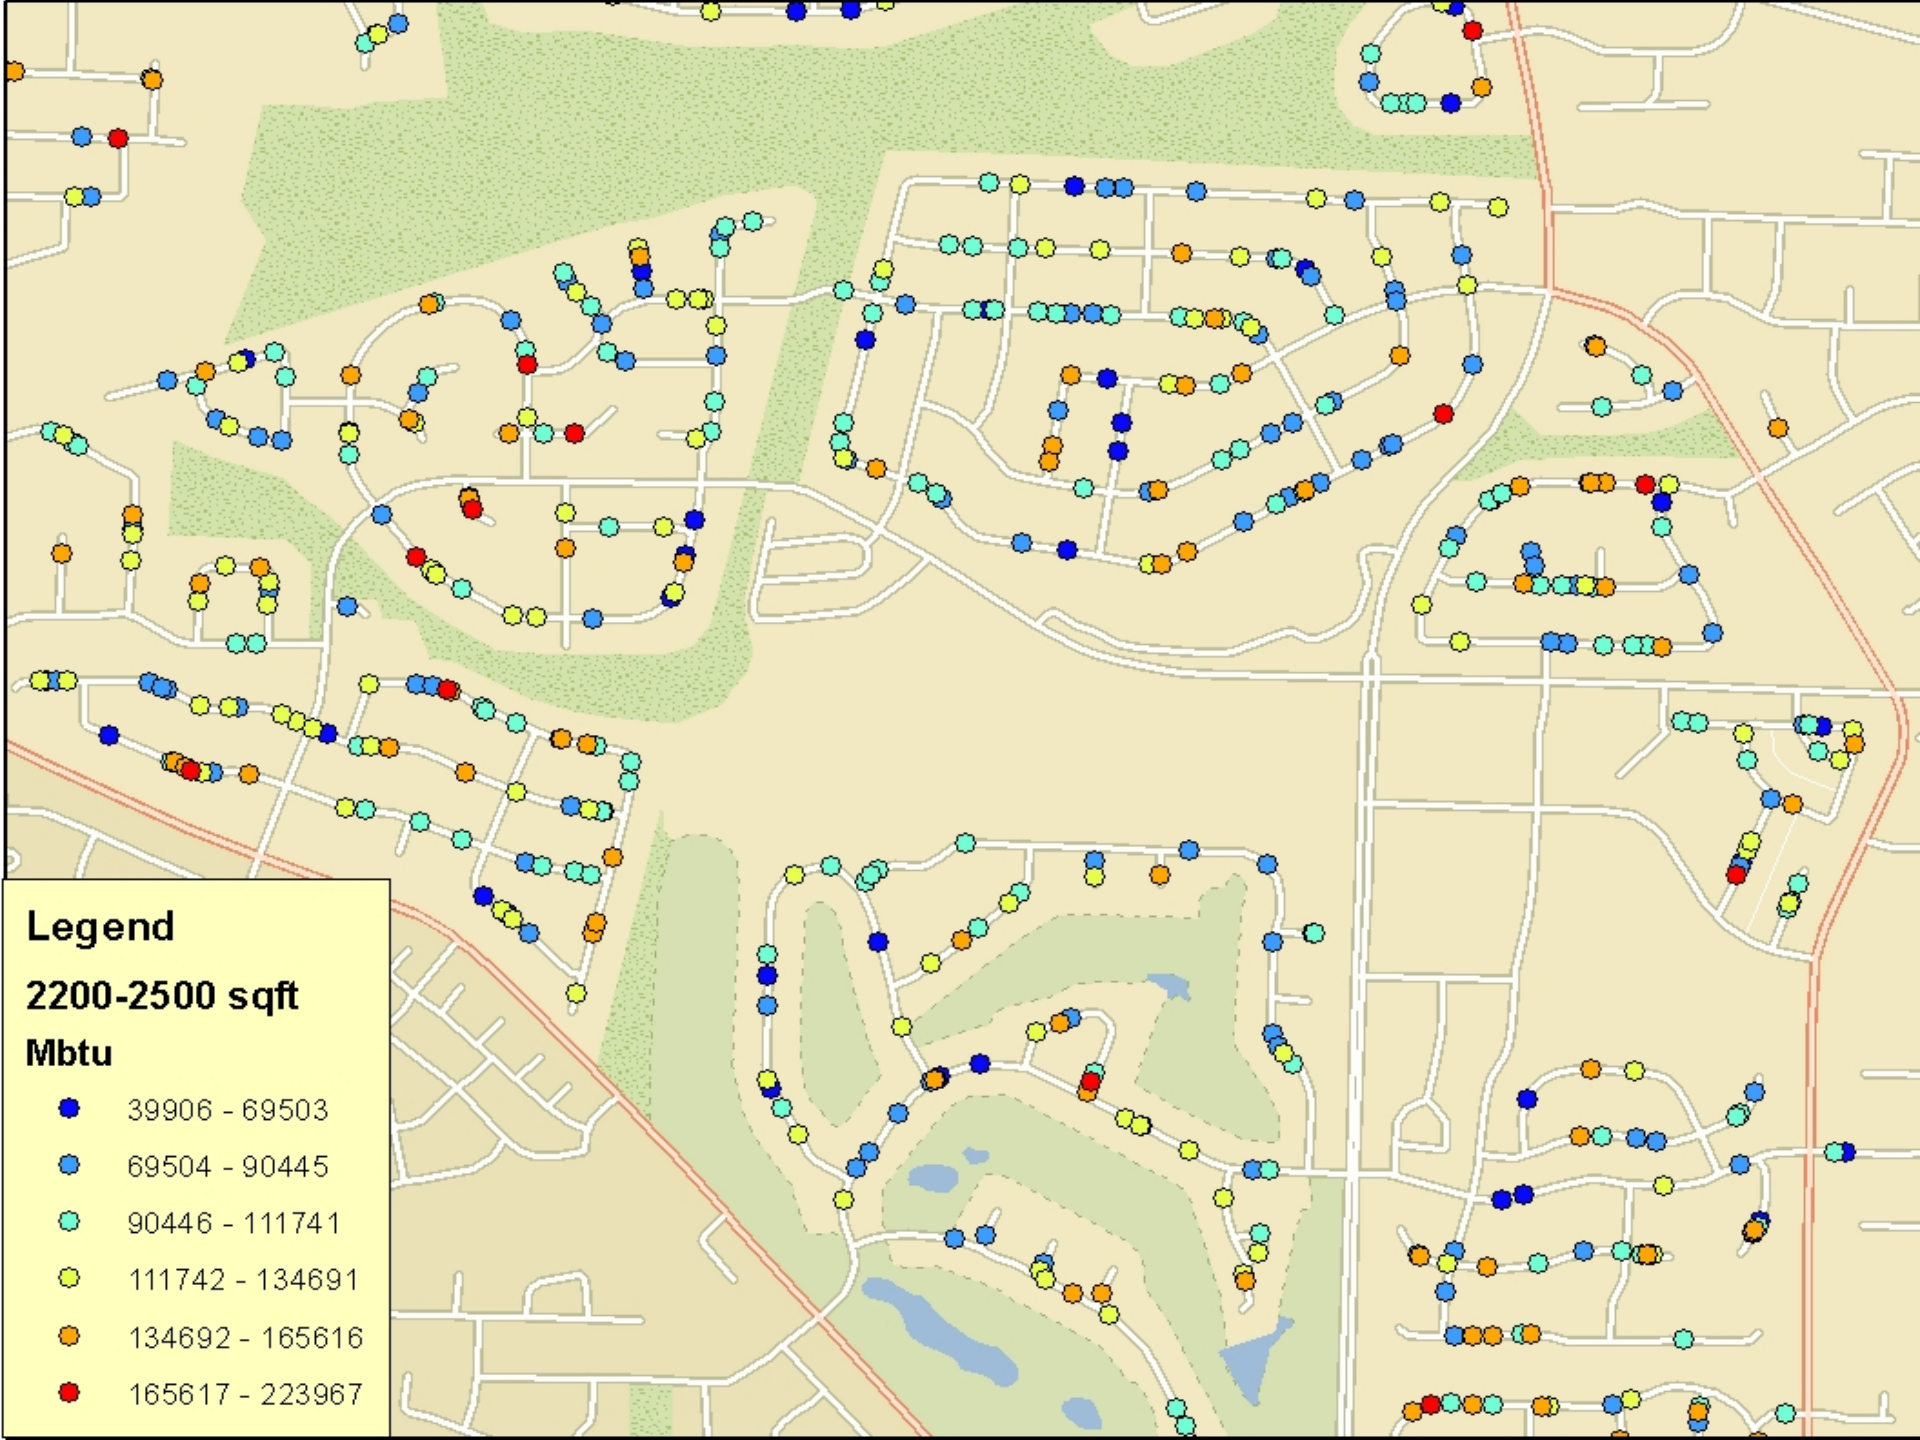 Legend
2200-2500 sqft
Mbtu
39906 - 69503
69504 - 90445
90446 - 111741
111742 - 134691
134692 - 165616
165617 - 223967